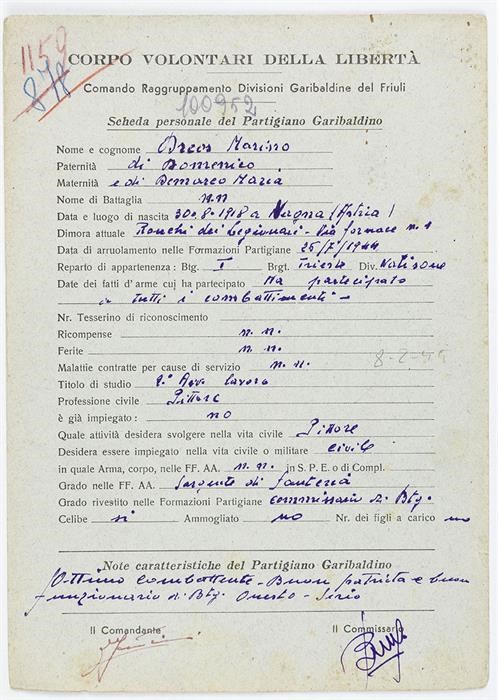 1159
878
CORPO VOLONTARI DELLA LIBERTÀ
Comando Raggruppamento Divisioni Garibaldine del Friuli
100952
Scheda personale del Partigiano Garibaldino
Nome e cognome Brecs Marino
Paternità di Domenico
Maternità e di Demarco Maria
Nome di Battaglia n.n
Data e luogo di nascita 30-8-1918 a (Istria)
Dimora attuale Ronchi dei Legionari - Via fornace n. 1
Data di arruolamento nelle Formazioni Partigiane 25/7/1944
Reparto di appartenenza: Btg. I Brgt. Trieste Div. Natisone
Date dei fatti d'arme cui ha partecipato Ha partecipato
a tutti i combattimenti -
Nr. Tesserino di riconoscimento
Ricompense n. n.
Ferite n. n.
Malattie contratte per cause di servizio n. n. 8-2-49
Titolo di studio 2° Avv. lavoro
Professione civile Pittore
è già impiegato: no
Quale attività desidera svolgere nella vita civile Pittore
Desidera essere impiegato nella vita civile o militare civile
in quale Arma, corpo, nelle FF. AA. n. n. in S. P. E. o di Compl.
Grado nelle FF. AA. Sergente di fanteria
Grado rivestito nelle Formazioni Partigiane commissario di Btg.
Celibe si Ammogliato no Nr. dei figli a carico no
Note caratteristiche del Partigiano Garibaldino
Ottimo combattente - Buon patriota e buon
funzionario di Btg. Onesto - Serio
Il Comandante Il Commissario